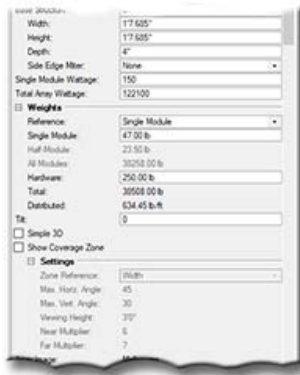 Width: 1'7.685"
Height: 1'7.685"
Depth: 4"
Side Edge Miter: None
Single Module Wattage: 150
Total Array Wattage: 122100
Weights
Reference: Single Module
Single Module: 47.00 lb
Half-Module: 23.50 lb
All Modules: 38258.00 lb
Hardware: 250.00 lb
Total: 38508.00 lb
Distributed: 634.45 lb/ft
Tilt: 0
Simple 3D
Show Coverage Zone
Settings
Zone Reference: Width
Max. Horiz. Angle: 45
Max. Vert. Angle: 30
Viewing Height: 3'0"
Near Multiplier: 6
Far Multiplier: 7